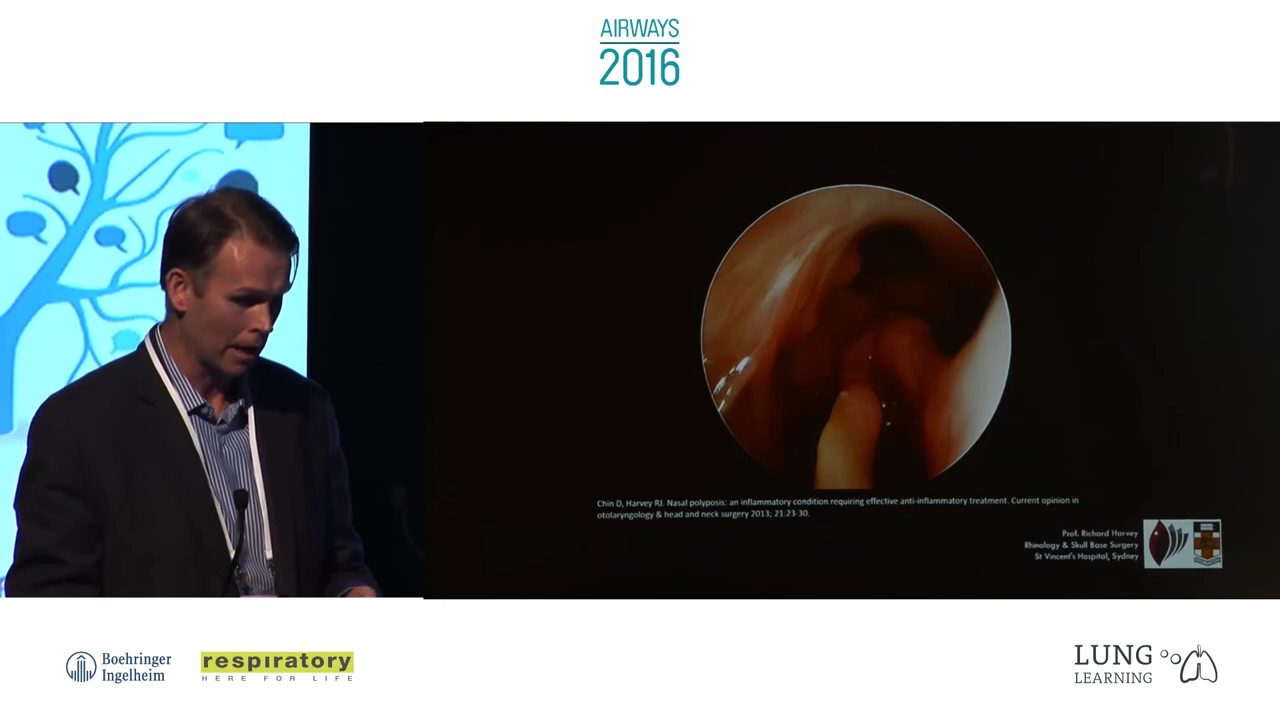 AIRWAYS
2016
Chin D, Harvey RJ. Nasal polyposis: an inflammatory condition requiring effective anti-inflammatory treatment. Current opinion in
otolaryngology & head and neck surgery 2013; 21:23-30.
Prof. Richard Harvey
Rhinology & Skull Base Surgery
St Vincent's Hospital, Sydney
Boehringer
Ingelheim
respiratory
HERE FOR LIFE
LUNG
LEARNING